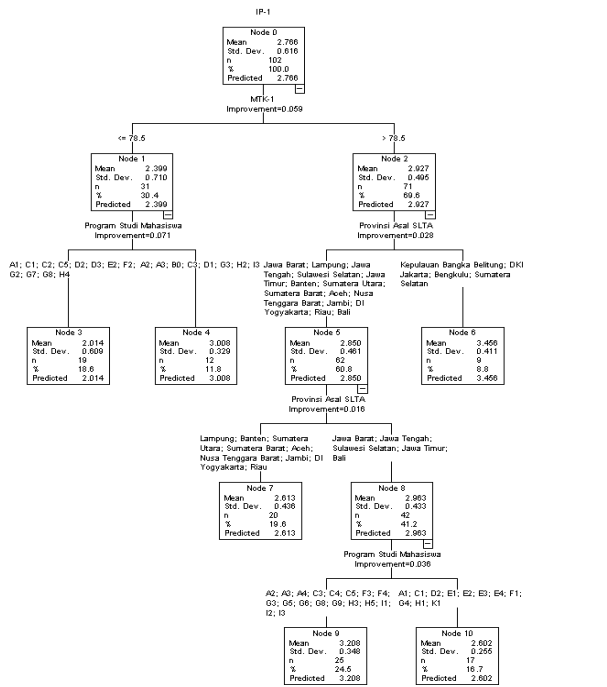 IP-1
Node 0
Mean 2.766
Std. Dev. 0.616
n 102
% 100.0
Predicted 2.766
MTK-1
Improvement=0.059
<= 78.5
> 78.5
Node 1
Mean 2.399
Std. Dev. 0.710
n 31
% 30.4
Predicted 2.399
Node 2
Mean 2.927
Std. Dev. 0.495
n 71
% 69.6
Predicted 2.927
Program Studi Mahasiswa
Improvement=0.071
Provinsi Asal SLTA
Improvement=0.028
A1; C1; C2; C5; D2; D3; E2; F2;
G2; G7; G8; H4
A2; A3; B0; C3; D1; G3; H2; I3
Jawa Barat; Lampung; Jawa
Tengah; Sulawesi Selatan; Jawa
Timur; Banten; Sumatera Utara;
Sumatera Barat; Aceh; Nusa
Tenggara Barat; Jambi; DI
Yogyakarta; Riau; Bali
Kepulauan Bangka Belitung; DKI
Jakarta; Bengkulu; Sumatera
Selatan
Node 3
Mean 2.014
Std. Dev. 0.609
n 19
% 18.6
Predicted 2.014
Node 4
Mean 3.008
Std. Dev. 0.329
n 12
% 11.8
Predicted 3.008
Node 5
Mean 2.850
Std. Dev. 0.461
n 62
% 60.8
Predicted 2.850
Node 6
Mean 3.456
Std. Dev. 0.411
n 9
% 8.8
Predicted 3.456
Provinsi Asal SLTA
Improvement=0.016
Lampung; Banten; Sumatera
Utara; Sumatera Barat; Aceh;
Nusa Tenggara Barat; Jambi; DI
Yogyakarta; Riau
Jawa Barat; Jawa Tengah;
Sulawesi Selatan; Jawa Timur;
Bali
Node 7
Mean 2.613
Std. Dev. 0.436
n 20
% 19.6
Predicted 2.613
Node 8
Mean 2.963
Std. Dev. 0.433
n 42
% 41.2
Predicted 2.963
Program Studi Mahasiswa
Improvement=0.036
A2; A3; A4; C3; C4; C5; F3; F4;
G3; G5; G6; G8; G9; H3; H5; I1;
I2; I3
A1; C1; D2; E1; E2; E3; E4; F1;
G4; H1; K1
Node 9
Mean 3.208
Std. Dev. 0.348
n 25
% 24.5
Predicted 3.208
Node 10
Mean 2.602
Std. Dev. 0.255
n 17
% 16.7
Predicted 2.602